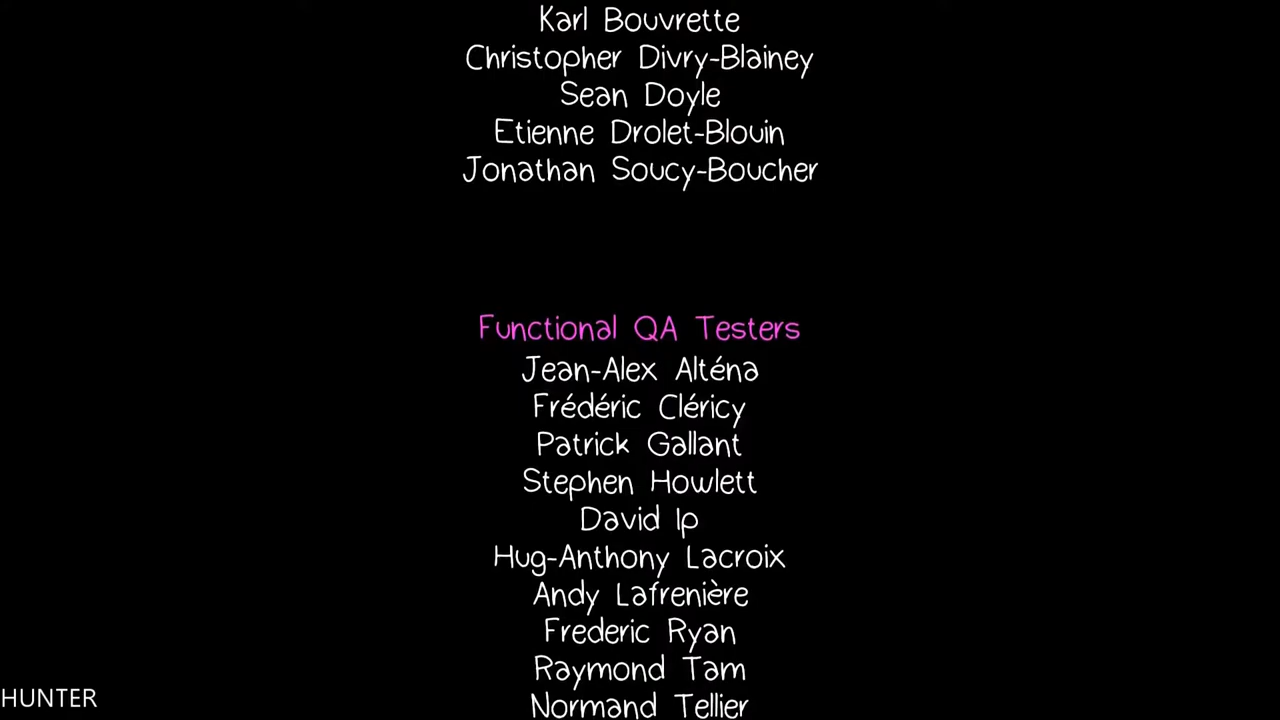 Karl Bouvrette
Christopher Divry-Blainey
Sean Doyle
Etienne Drolet-Blouin
Jonathan Soucy-Boucher
Functional QA Testers
Jean-Alex Alténa
Frédéric Cléricy
Patrick Gallant
Stephen Howlett
David Ip
Hug-Anthony Lacroix
Andy Lafrenière
Frederic Ryan
Raymond Tam
Normand Tellier
HUNTER